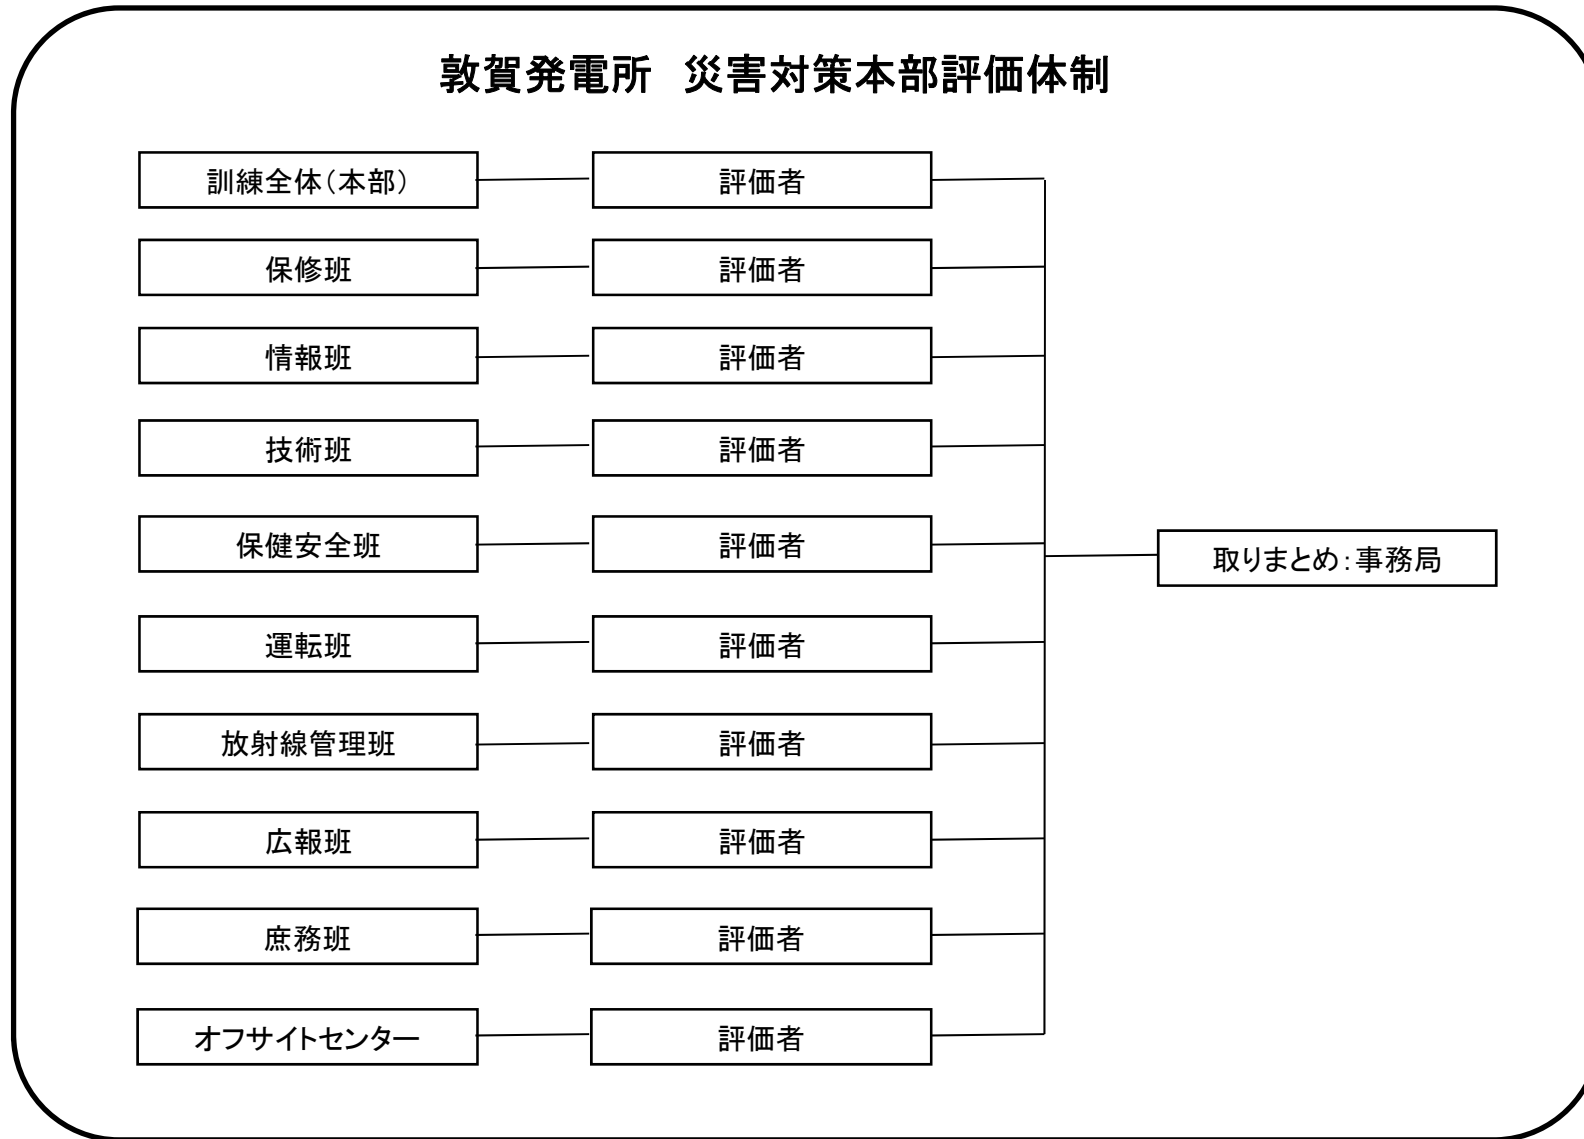 敦賀発電所　災害対策本部評価体制
訓練全体（本部）
評価者
保修班
評価者
情報班
評価者
技術班
評価者
保健安全班
評価者
取りまとめ：事務局
運転班
評価者
放射線管理班
評価者
広報班
評価者
庶務班
評価者
オフサイトセンター
評価者